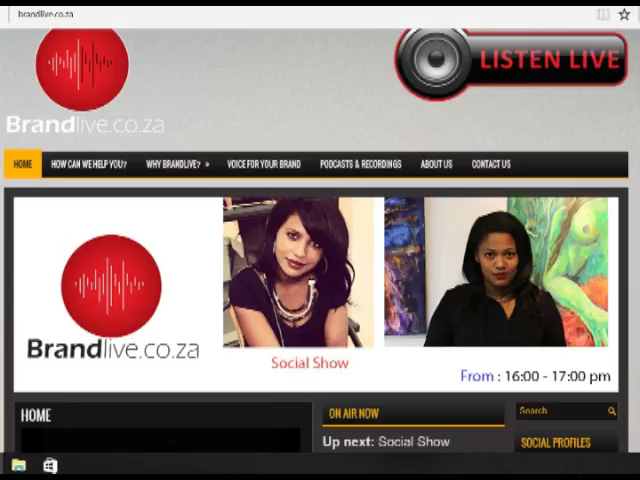 brandlive.co.za
LISTEN LIVE
Brandlive.co.za
HOME HOW CAN WE HELP YOU? WHY BRANDLIVE? » VOICE FOR YOUR BRAND PODCASTS & RECORDINGS ABOUT US CONTACT US
Brandlive.co.za
Social Show
From : 16:00 - 17:00 pm
HOME
ON AIR NOW
Search
Up next: Social Show
SOCIAL PROFILES